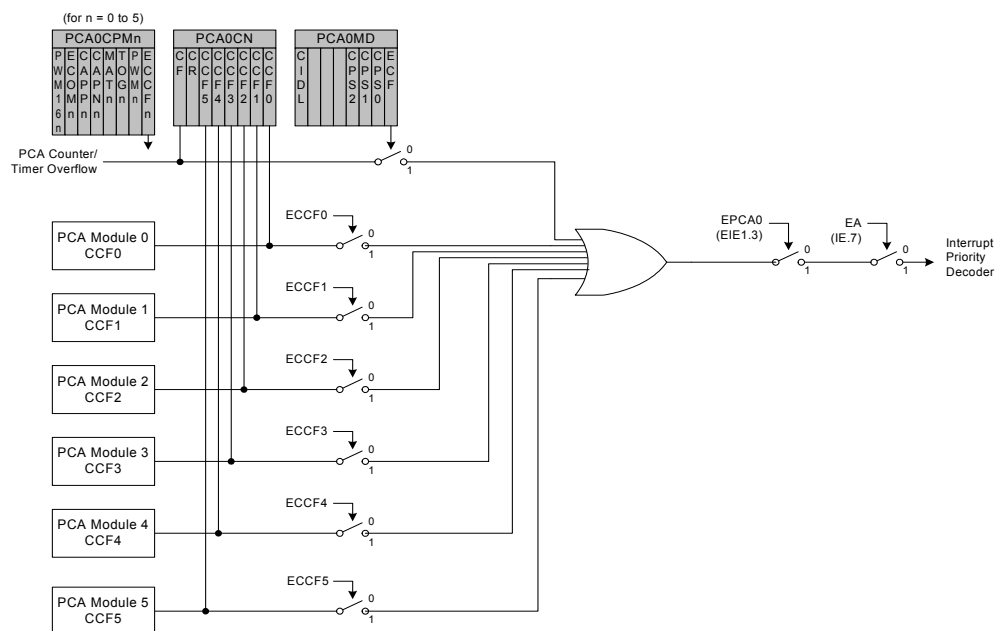 (for n = 0 to 5)
PCA0CPMn
PWM16n
ECOMn
CAPPn
CAPNn
MATn
TOGn
PWMn
ECCFn
PCA0CN
CF
CR
CCF5
CCF4
CCF3
CCF2
CCF1
CCF0
PCA0MD
CIDL
CPS2
CPS1
CPS0
ECF
PCA Counter/
Timer Overflow
0
1
PCA Module 0
CCF0
ECCF0
0
1
EPCA0
(EIE1.3)
0
1
EA
(IE.7)
0
1
Interrupt
Priority
Decoder
PCA Module 1
CCF1
ECCF1
0
1
PCA Module 2
CCF2
ECCF2
0
1
PCA Module 3
CCF3
ECCF3
0
1
PCA Module 4
CCF4
ECCF4
0
1
PCA Module 5
CCF5
ECCF5
0
1